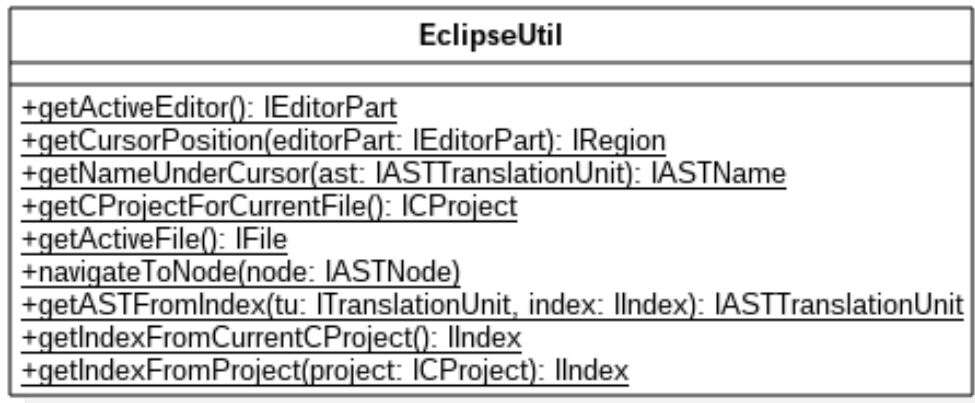 EclipseUtil
+getActiveEditor(): IEditorPart
+getCursorPosition(editorPart: IEditorPart): IRegion
+getNameUnderCursor(ast: IASTTranslationUnit): IASTName
+getCProjectForCurrentFile(): ICProject
+getActiveFile(): IFile
+navigateToNode(node: IASTNode)
+getASTFromIndex(tu: ITranslationUnit, index: IIndex): IASTTranslationUnit
+getIndexFromCurrentCProject(): IIndex
+getIndexFromProject(project: ICProject): IIndex